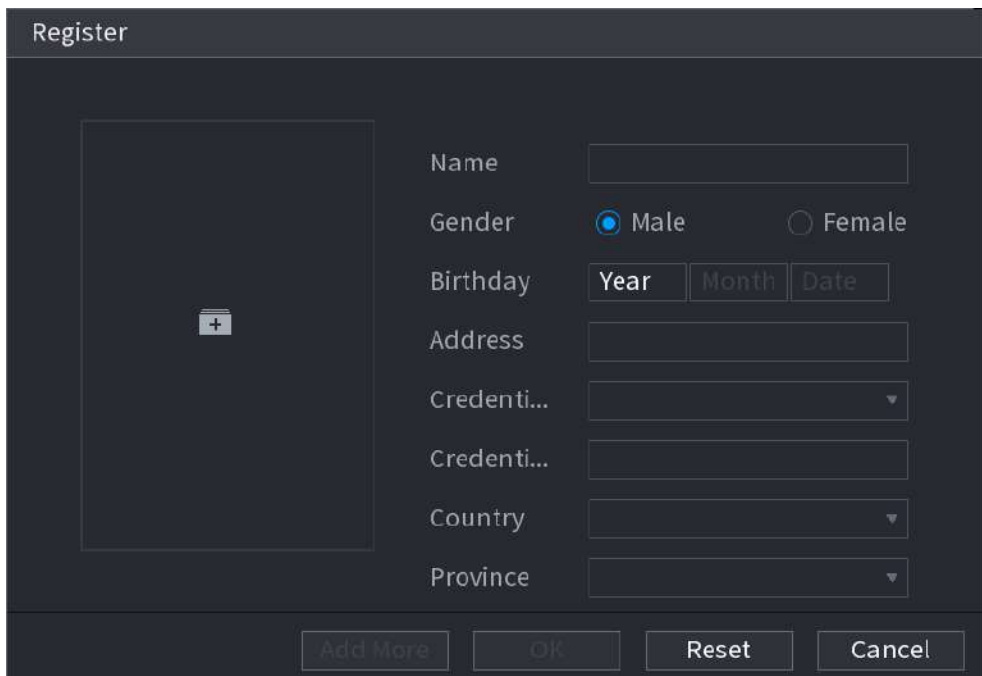 Register
Name
Gender Male Female
Birthday Year Month Date
Address
Credenti...
Credenti...
Country
Province
Add More OK Reset Cancel